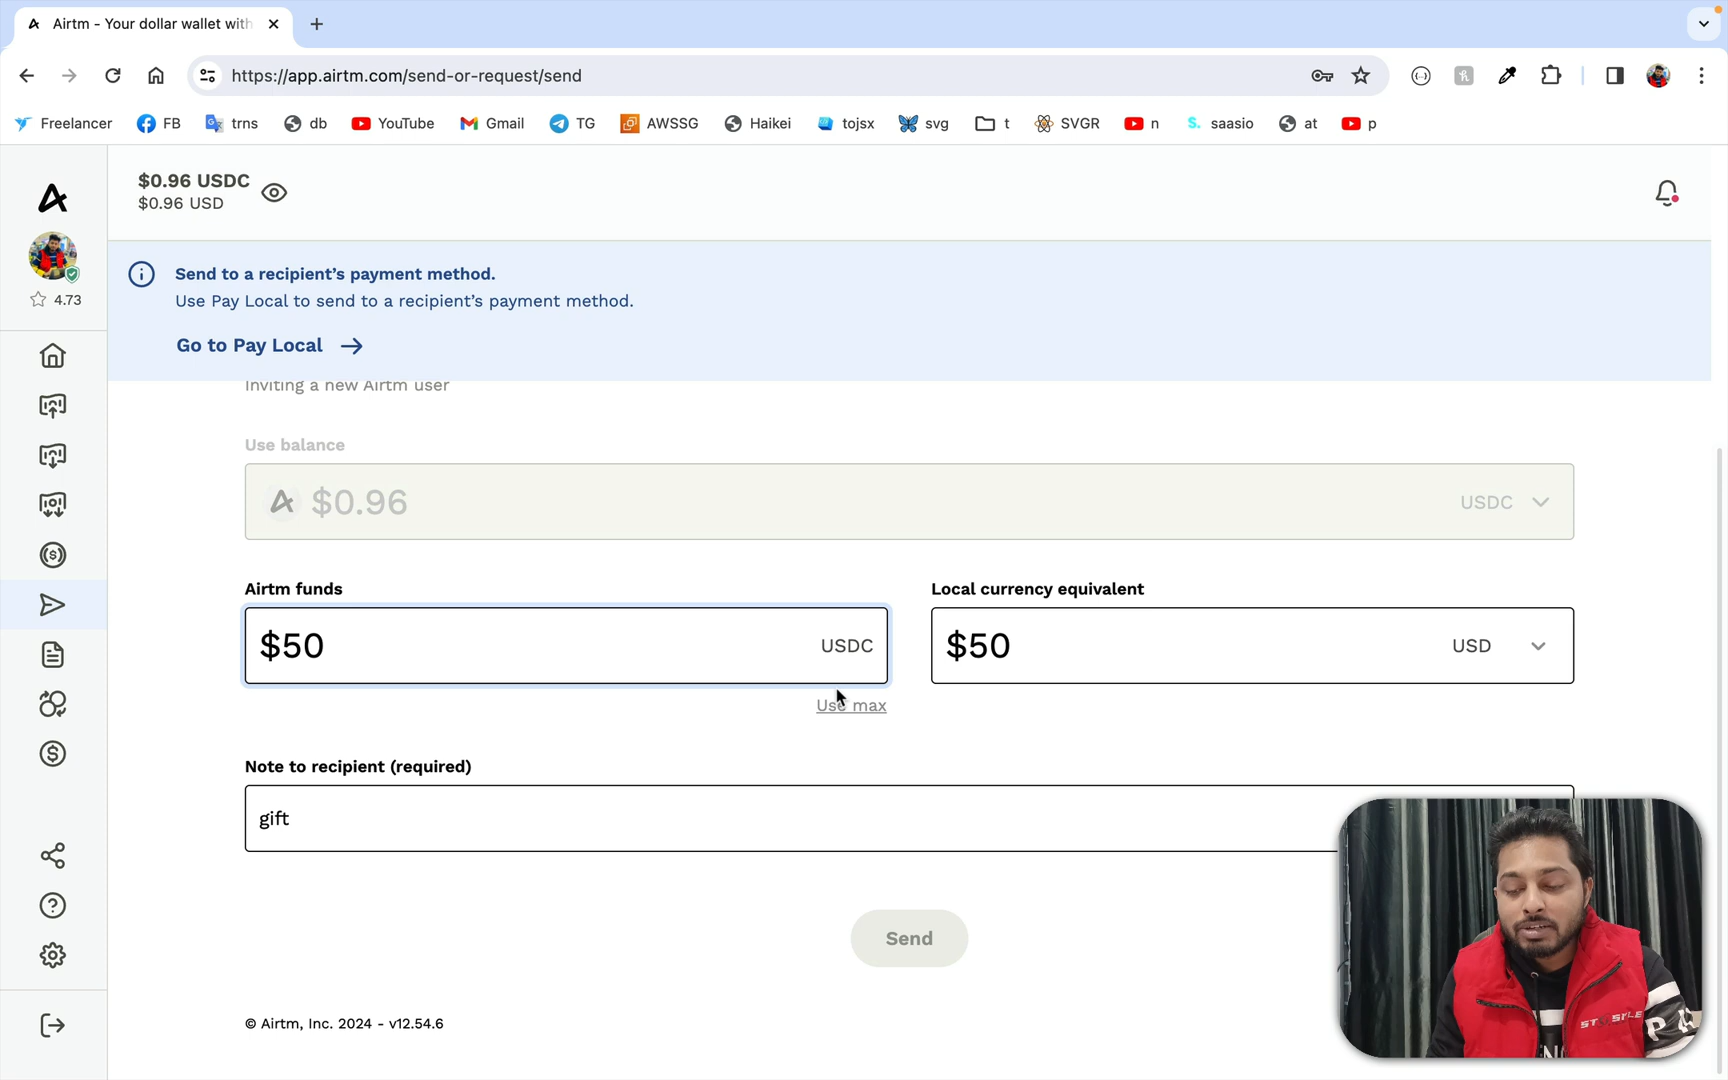 Airtm - Your dollar wallet with
https://app.airtm.com/send-or-request/send
Freelancer
FB
trns
db
YouTube
Gmail
TG
AWSSG
Haikei
tojsx
svg
t
SVGR
n
saasio
at
p
$0.96 USDC
$0.96 USD
4.73
Send to a recipient's payment method.
Use Pay Local to send to a recipient's payment method.
Go to Pay Local
Inviting a new Airtm user
Use balance
$0.96
USDC
Airtm funds
$50
USDC
Use max
Local currency equivalent
$50
USD
Note to recipient (required)
gift
Send
© Airtm, Inc. 2024 - v12.54.6